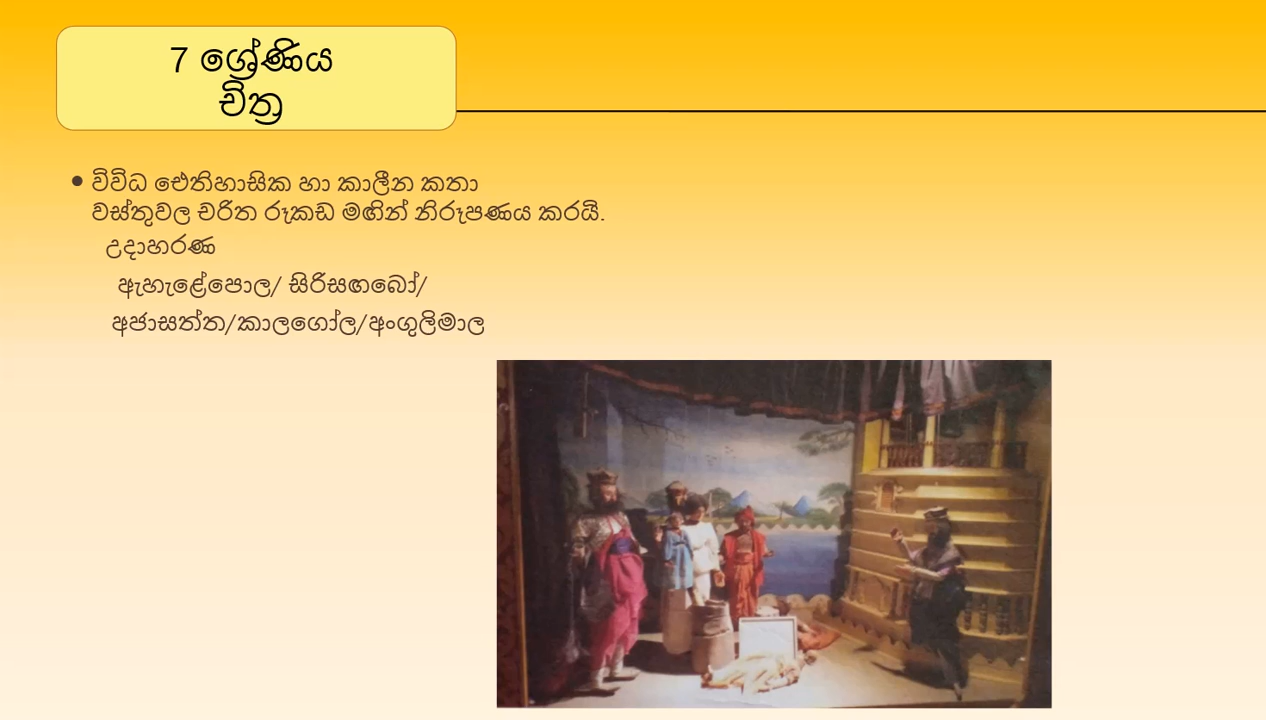 7 ශ්‍රේණිය
චිත්‍ර
• විවිධ ඓතිහාසික හා කාලීන කතා
වස්තුවල චරිත රූකඩ මඟින් නිරූපණය කරයි.
උදාහරණ
ඇහැළේපොල/ සිරිසඟබෝ/
අජාසත්ත/කාලගෝල/අංගුලිමාල